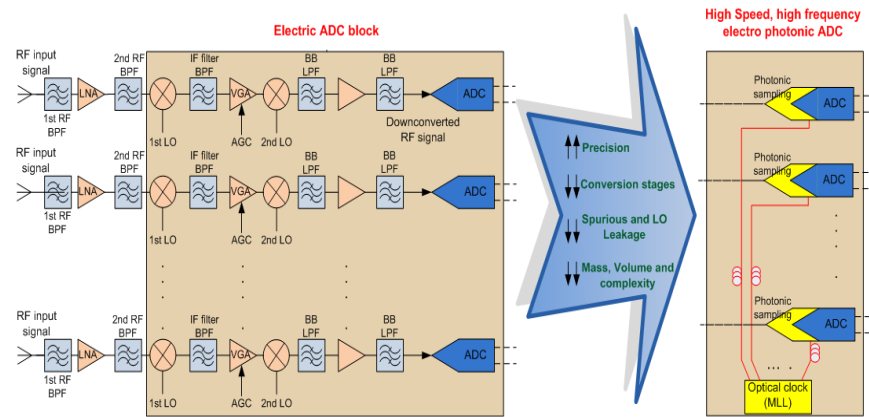 Electric ADC block
High Speed, high frequency
electro photonic ADC
RF input
signal
1st RF
BPF
LNA
2nd RF
BPF
1st LO
IF filter
BPF
VGA
AGC
2nd LO
BB
LPF
BB
LPF
ADC
Downconverted
RF signal
RF input
signal
1st RF
BPF
LNA
2nd RF
BPF
1st LO
IF filter
BPF
VGA
AGC
2nd LO
BB
LPF
BB
LPF
ADC
RF input
signal
1st RF
BPF
LNA
2nd RF
BPF
1st LO
IF filter
BPF
VGA
AGC
2nd LO
BB
LPF
BB
LPF
ADC
Precision
Conversion stages
Spurious and LO
Leakage
Mass, Volume and
complexity
Photonic
sampling
ADC
Photonic
sampling
ADC
Photonic
sampling
ADC
Optical clock
(MLL)